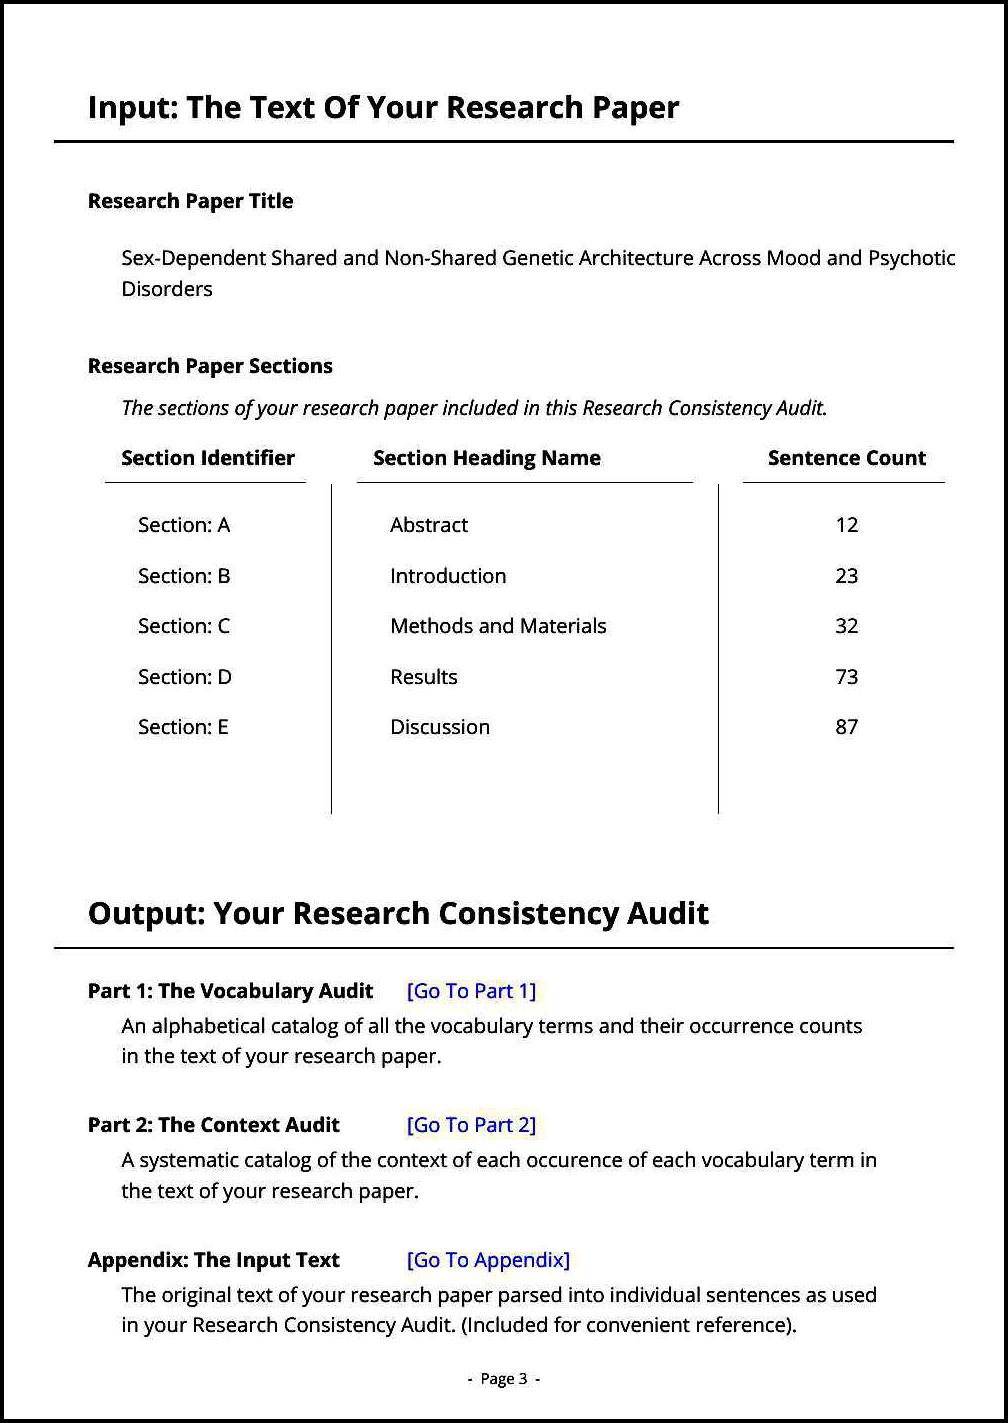 Input: The Text Of Your Research Paper
Research Paper Title
Sex-Dependent Shared and Non-Shared Genetic Architecture Across Mood and Psychotic
Disorders
Research Paper Sections
The sections of your research paper included in this Research Consistency Audit.
Section Identifier Section Heading Name Sentence Count
Section: A Abstract 12
Section: B Introduction 23
Section: C Methods and Materials 32
Section: D Results 73
Section: E Discussion 87
Output: Your Research Consistency Audit
Part 1: The Vocabulary Audit [Go To Part 1]
An alphabetical catalog of all the vocabulary terms and their occurrence counts
in the text of your research paper.
Part 2: The Context Audit [Go To Part 2]
A systematic catalog of the context of each occurence of each vocabulary term in
the text of your research paper.
Appendix: The Input Text [Go To Appendix]
The original text of your research paper parsed into individual sentences as used
in your Research Consistency Audit. (Included for convenient reference).
- Page 3 -